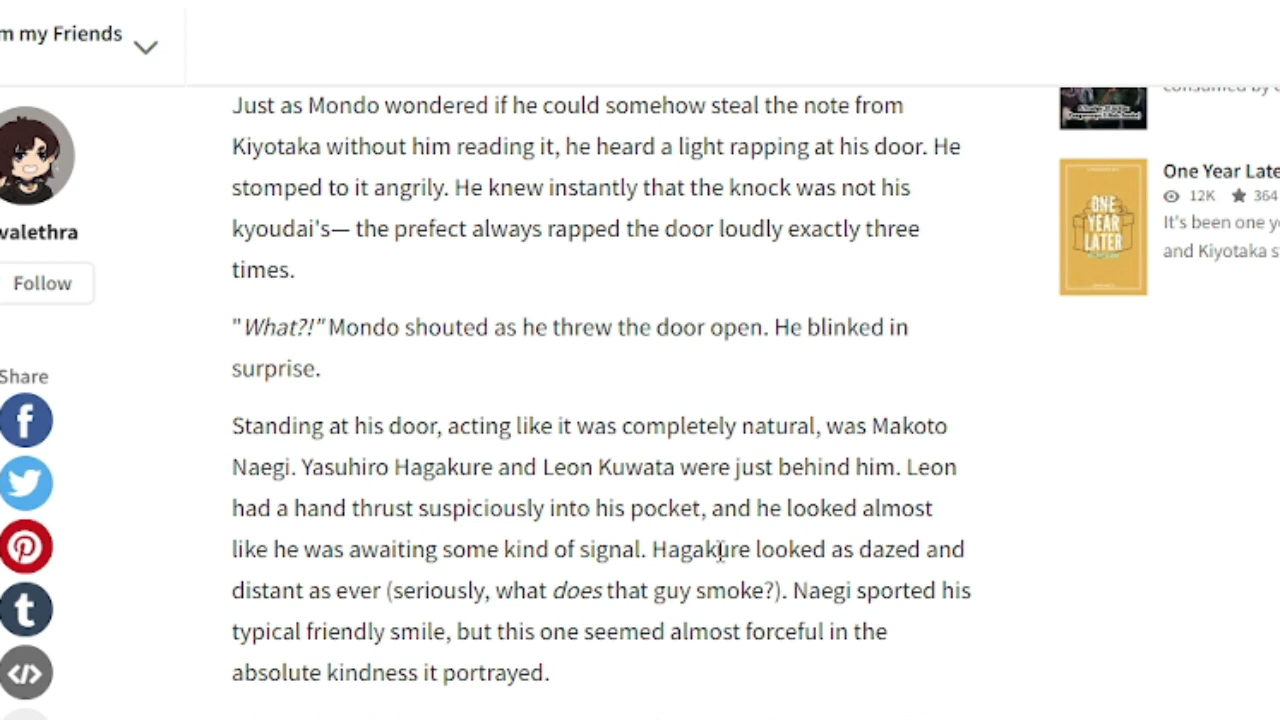 m my Friends
valethra
Follow
Share
Just as Mondo wondered if he could somehow steal the note from
Kiyotaka without him reading it, he heard a light rapping at his door. He
stomped to it angrily. He knew instantly that the knock was not his
kyoudai's— the prefect always rapped the door loudly exactly three
times.
"What?!" Mondo shouted as he threw the door open. He blinked in
surprise.
Standing at his door, acting like it was completely natural, was Makoto
Naegi. Yasuhiro Hagakure and Leon Kuwata were just behind him. Leon
had a hand thrust suspiciously into his pocket, and he looked almost
like he was awaiting some kind of signal. Hagakure looked as dazed and
distant as ever (seriously, what does that guy smoke?). Naegi sported his
typical friendly smile, but this one seemed almost forceful in the
absolute kindness it portrayed.
ONE
YEAR
LATER
One Year Late
12K 364
It's been one y
and Kiyotaka s